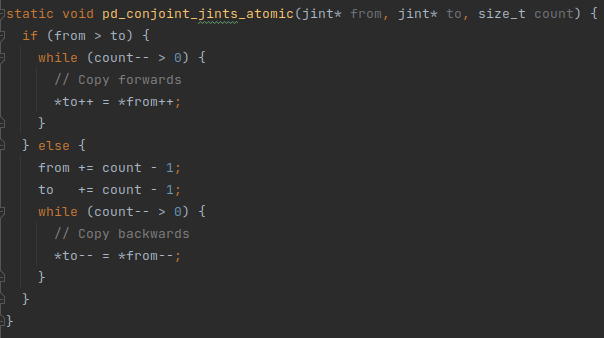 static void pd_conjoint_jints_atomic(jint* from, jint* to, size_t count) {
  if (from > to) {
    while (count-- > 0) {
      // Copy forwards
      *to++ = *from++;
    }
  } else {
    from += count - 1;
    to   += count - 1;
    while (count-- > 0) {
      // Copy backwards
      *to-- = *from--;
    }
  }
}